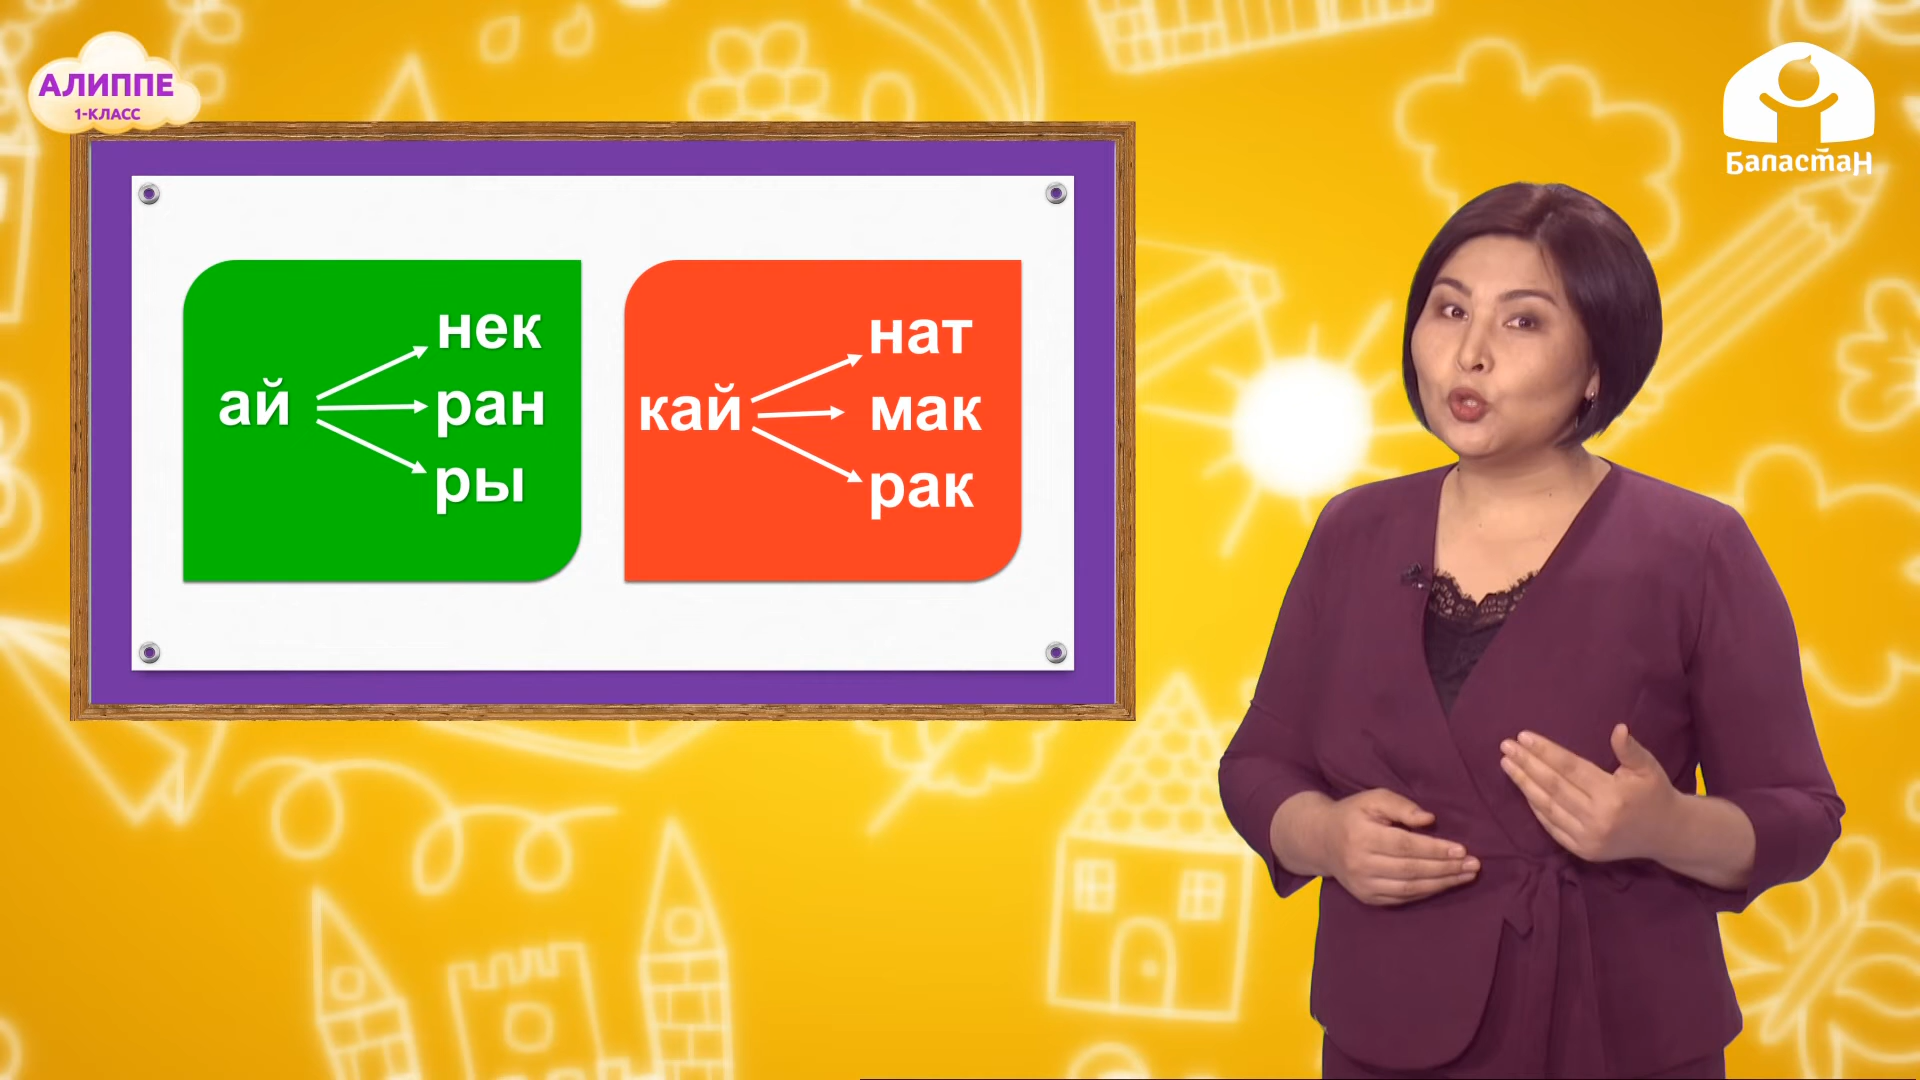 АЛИППЕ
1-КЛАСС
Баластан
ай
нек
ран
ры
кай
нат
мак
рак